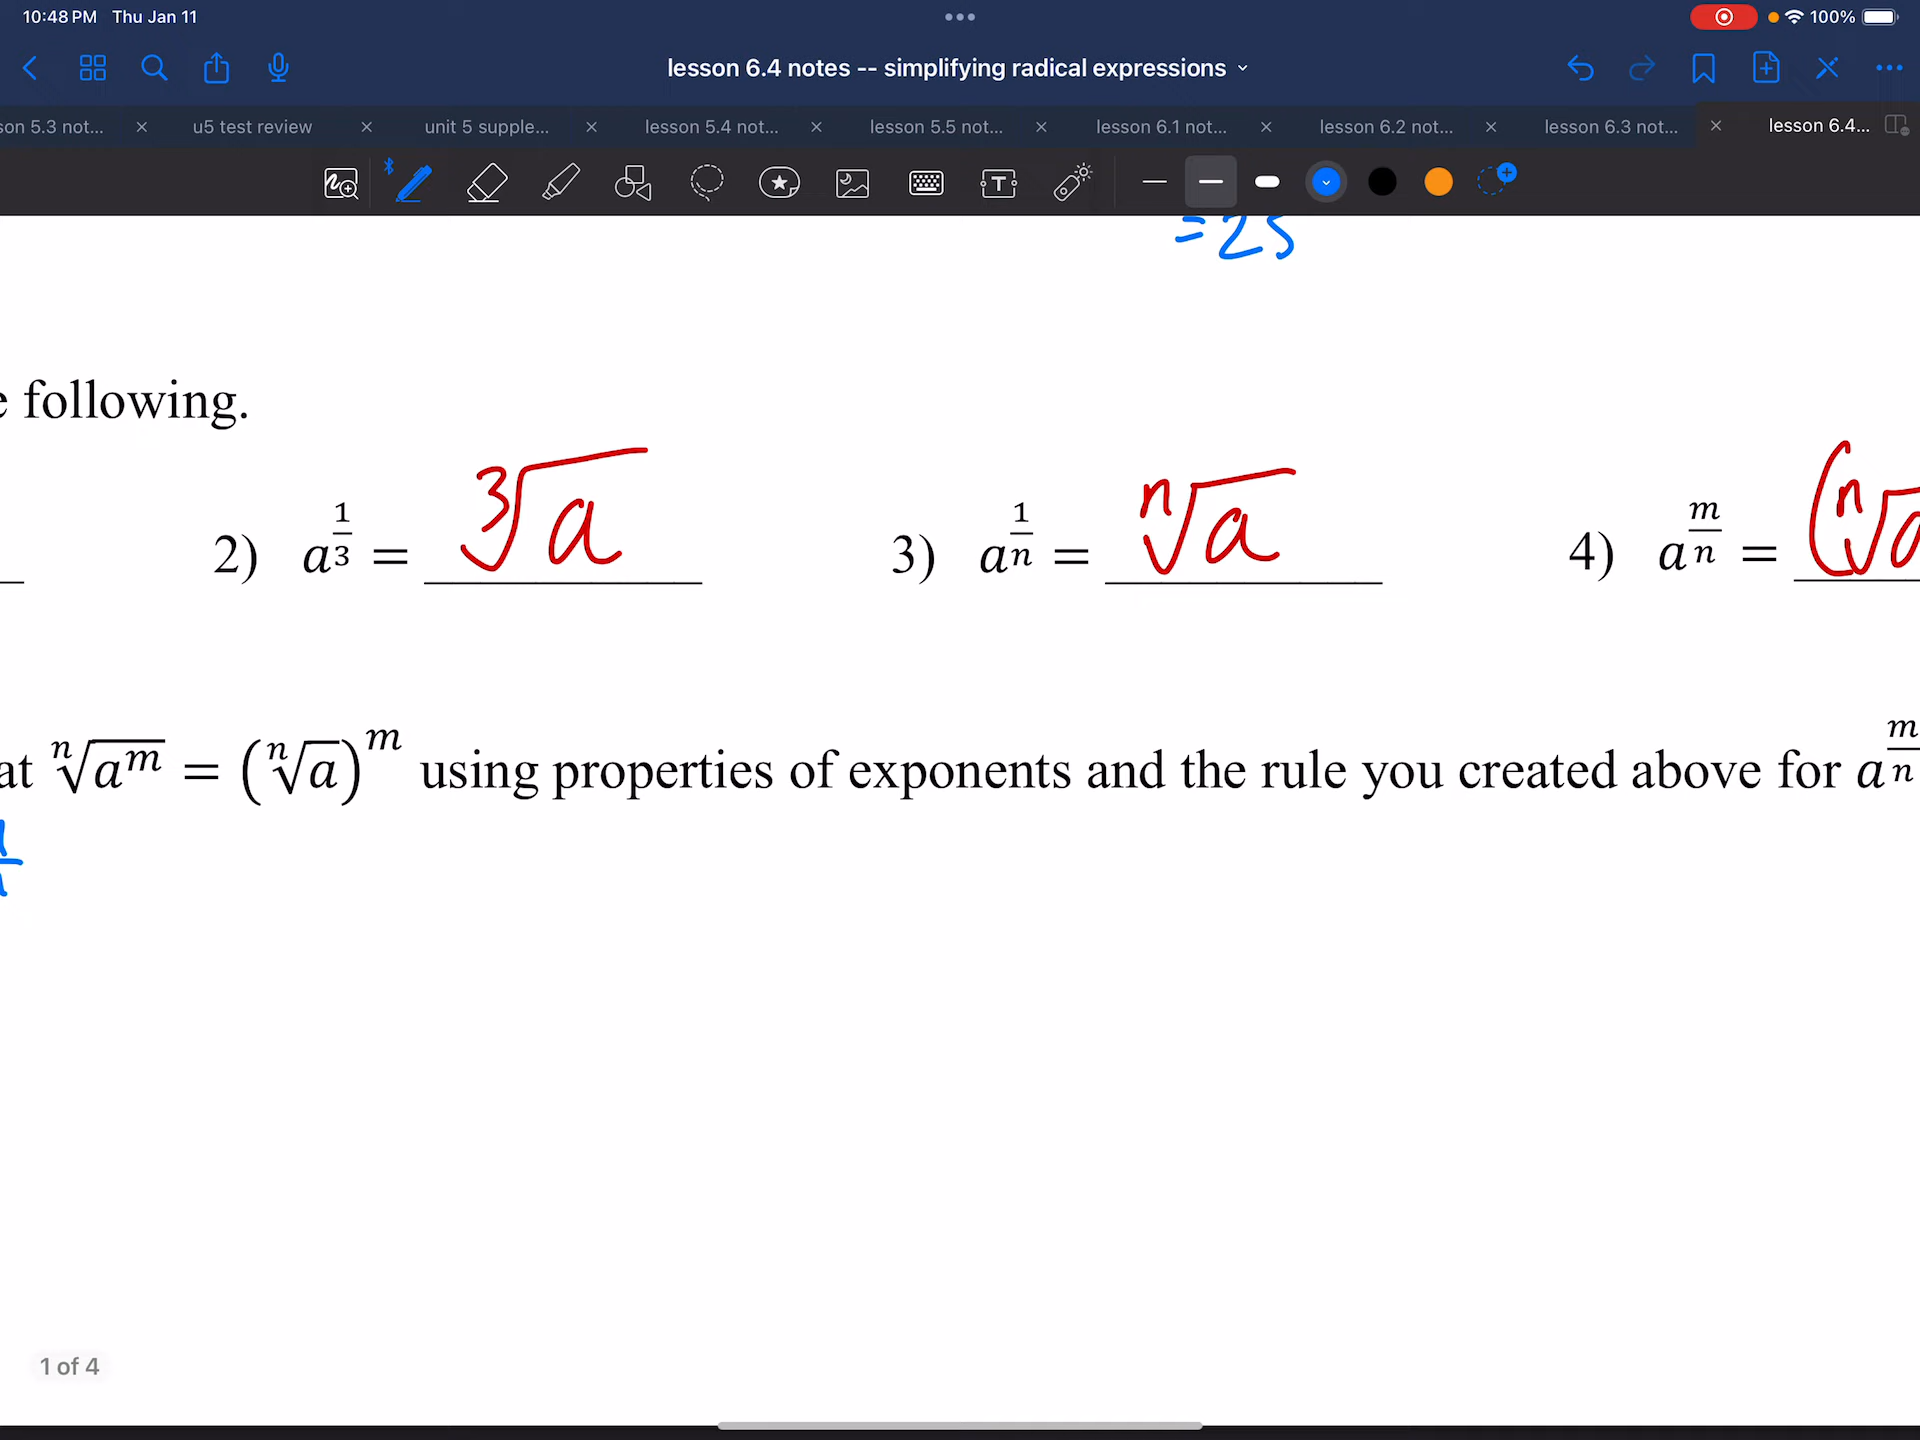 10:48 PM Thu Jan 11 100%
lesson 6.4 notes -- simplifying radical expressions
son 5.3 not... u5 test review unit 5 supple... lesson 5.4 not... lesson 5.5 not... lesson 6.1 not... lesson 6.2 not... lesson 6.3 not... lesson 6.4...
= 25
e following.
2) a^(1/3) = ∛a 3) a^(1/n) = ⁿ√a 4) a^(m/n) = (ⁿ√a
at ⁿ√(a^m) = (ⁿ√a)^m using properties of exponents and the rule you created above for a^(m/n)
1 of 4